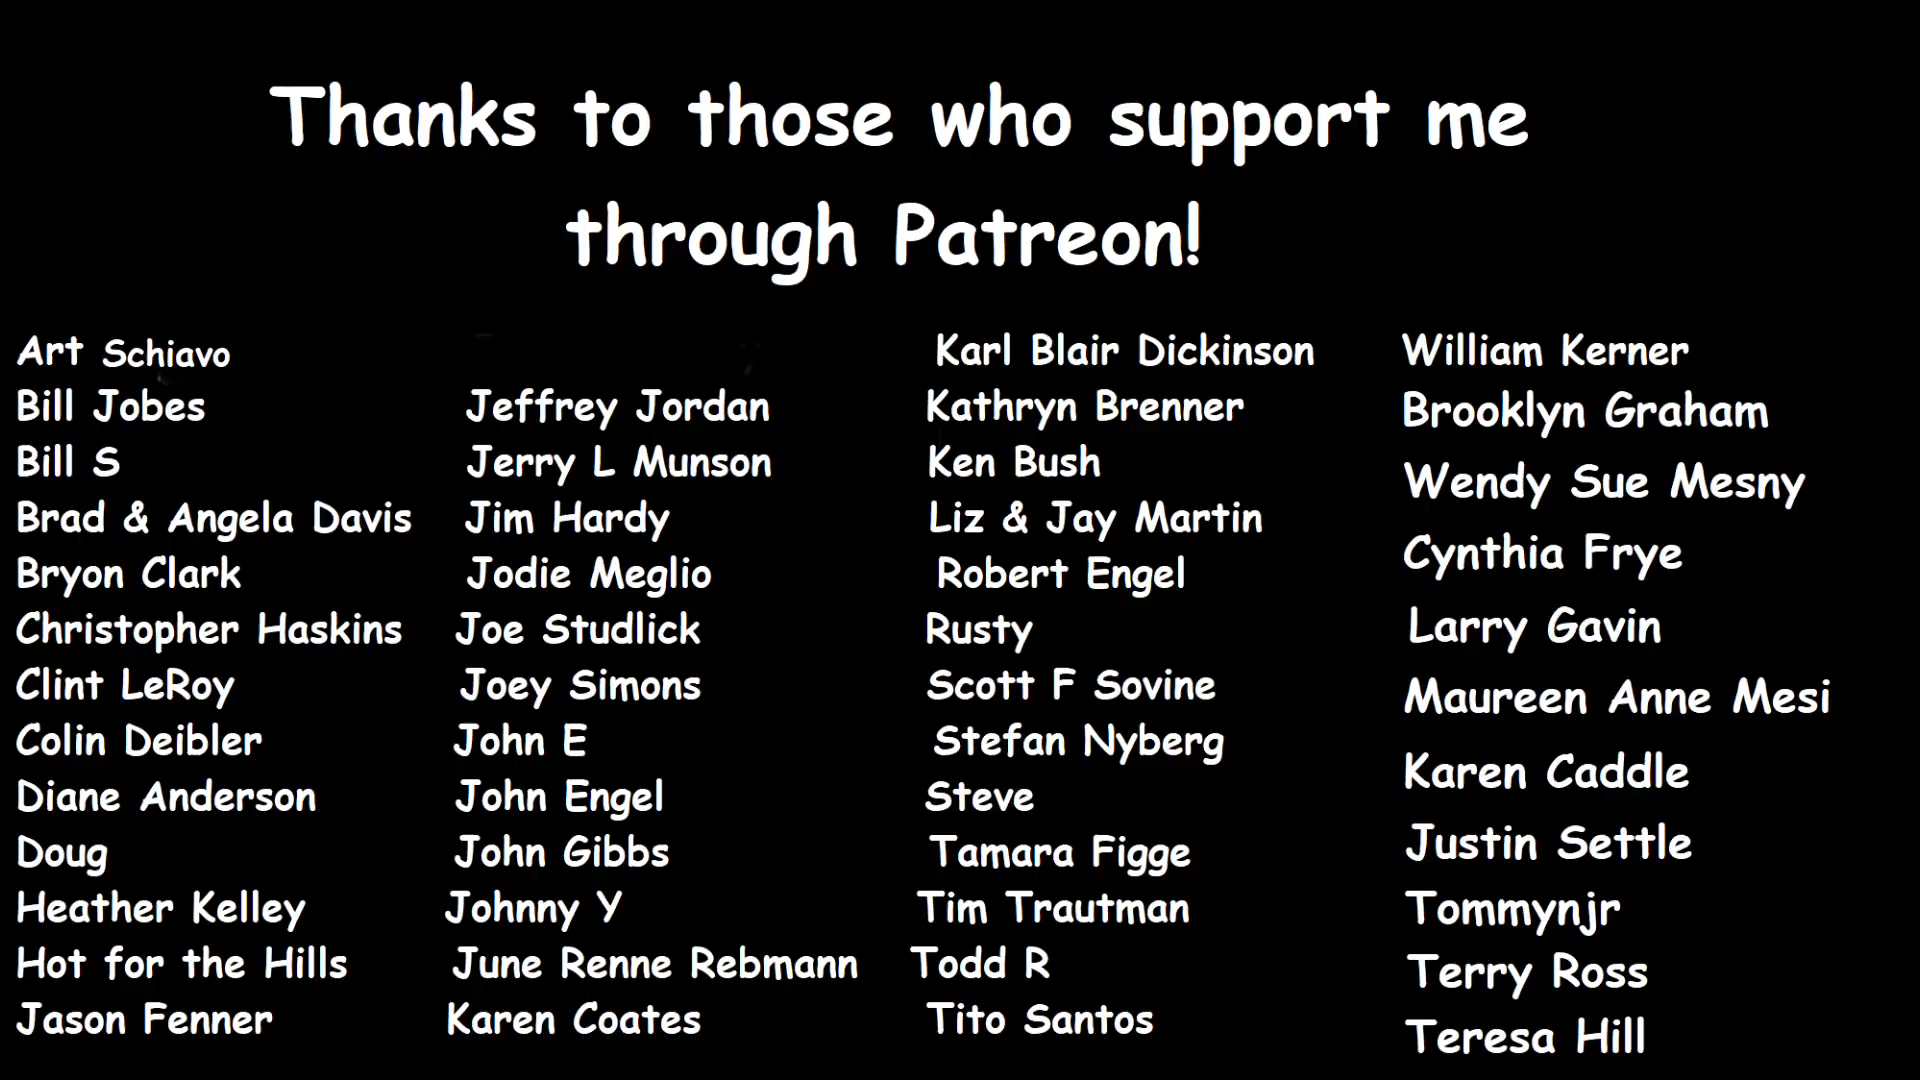 Thanks to those who support me
through Patreon!
Art Schiavo
Bill Jobes
Bill S
Brad & Angela Davis
Bryon Clark
Christopher Haskins
Clint LeRoy
Colin Deibler
Diane Anderson
Doug
Heather Kelley
Hot for the Hills
Jason Fenner
Jeffrey Jordan
Jerry L Munson
Jim Hardy
Jodie Meglio
Joe Studlick
Joey Simons
John E
John Engel
John Gibbs
Johnny Y
June Renne Rebmann
Karen Coates
Karl Blair Dickinson
Kathryn Brenner
Ken Bush
Liz & Jay Martin
Robert Engel
Rusty
Scott F Sovine
Stefan Nyberg
Steve
Tamara Figge
Tim Trautman
Todd R
Tito Santos
William Kerner
Brooklyn Graham
Wendy Sue Mesny
Cynthia Frye
Larry Gavin
Maureen Anne Mesi
Karen Caddle
Justin Settle
Tommynjr
Terry Ross
Teresa Hill